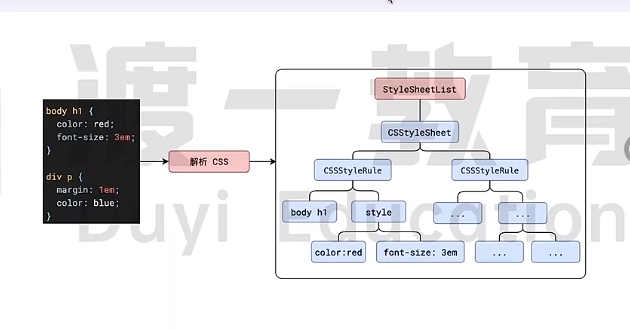 渡一教育
Duyi Education
body h1 {
color: red;
font-size: 3em;
}
div p {
margin: 1em;
color: blue;
}
解析 CSS
StyleSheetList
CSStyleSheet
CSSStyleRule
CSSStyleRule
body h1
style
...
...
color:red
font-size: 3em
...
...